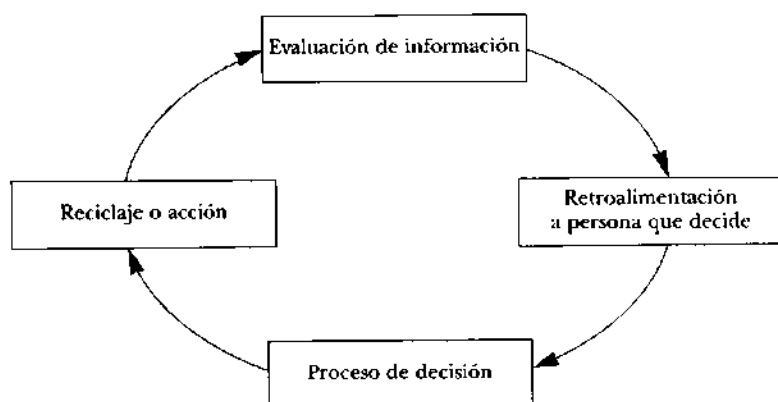 Evaluación de información
Retroalimentación
a persona que decide
Proceso de decisión
Reciclaje o acción